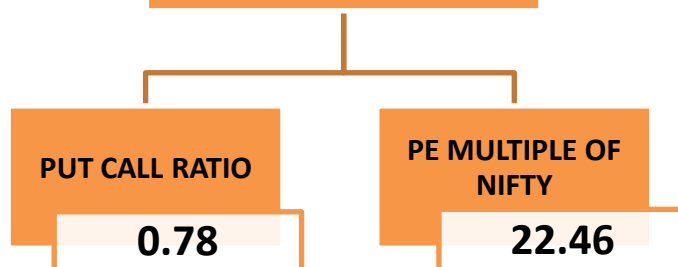 PUT CALL RATIO
0.78
PE MULTIPLE OF
NIFTY
22.46